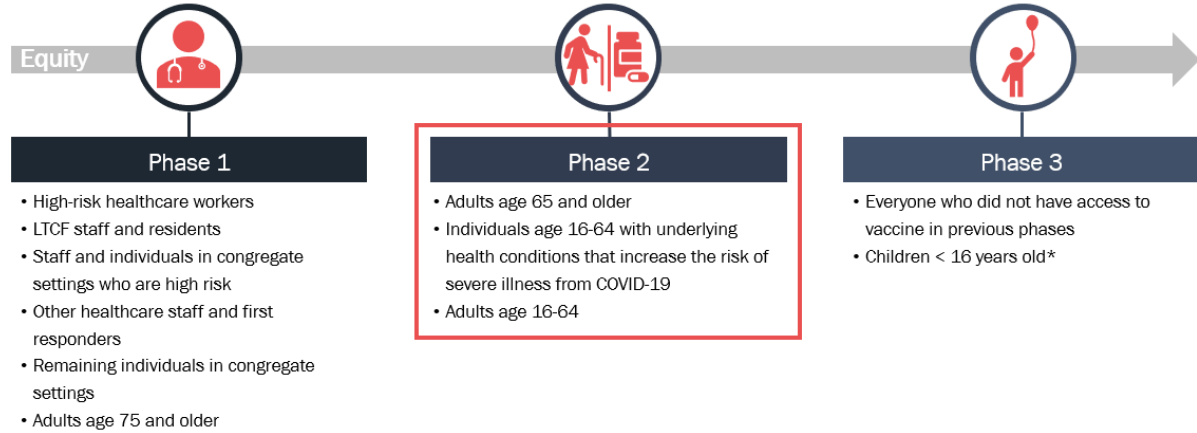 Equity
Phase 1
• High-risk healthcare workers
• LTCF staff and residents
• Staff and individuals in congregate
settings who are high risk
• Other healthcare staff and first
responders
• Remaining individuals in congregate
settings
• Adults age 75 and older
Phase 2
• Adults age 65 and older
• Individuals age 16-64 with underlying
health conditions that increase the risk of
severe illness from COVID-19
• Adults age 16-64
Phase 3
• Everyone who did not have access to
vaccine in previous phases
• Children < 16 years old*